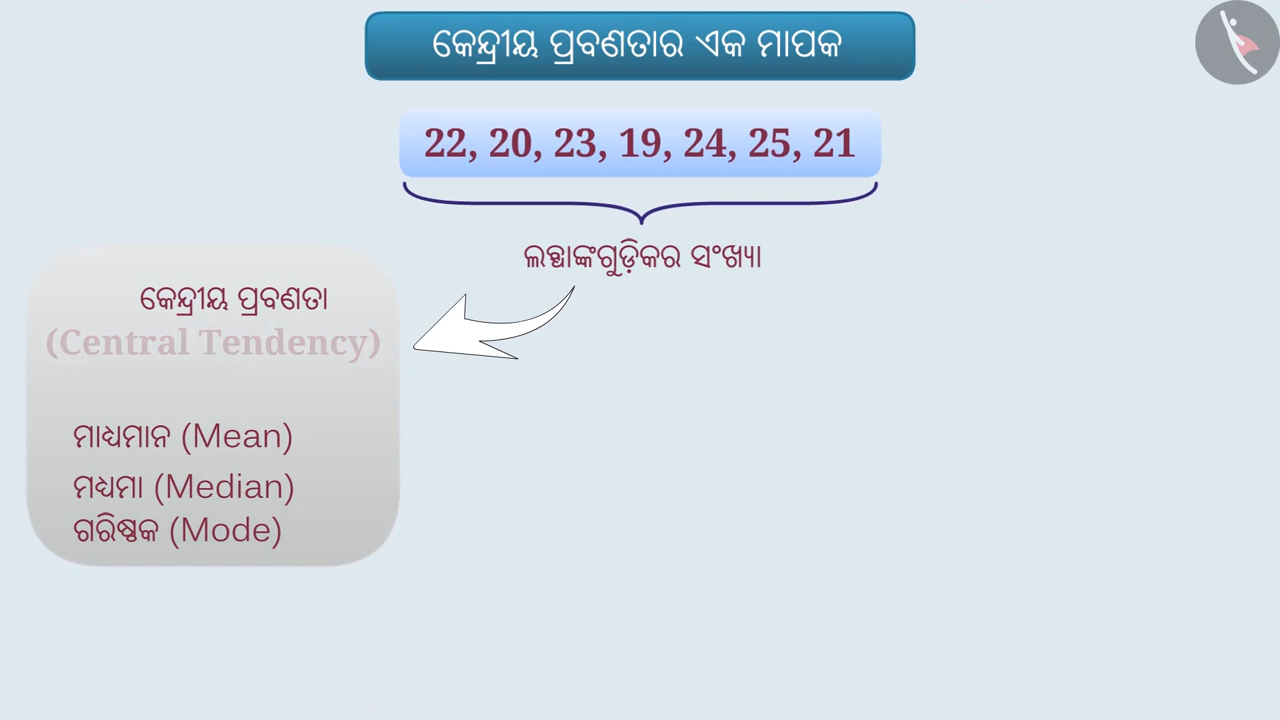 କେନ୍ଦ୍ରୀୟ ପ୍ରବଣତାର ଏକ ମାପକ
22, 20, 23, 19, 24, 25, 21
ଲଛ୍ଧାଙ୍କଗୁଡ଼ିକର ସଂଖ୍ୟା
କେନ୍ଦ୍ରୀୟ ପ୍ରବଣତା
(Central Tendency)
ମାଧ୍ୟମାନ (Mean)
ମଧ୍ୟମା (Median)
ଗରିଷ୍ଠକ (Mode)